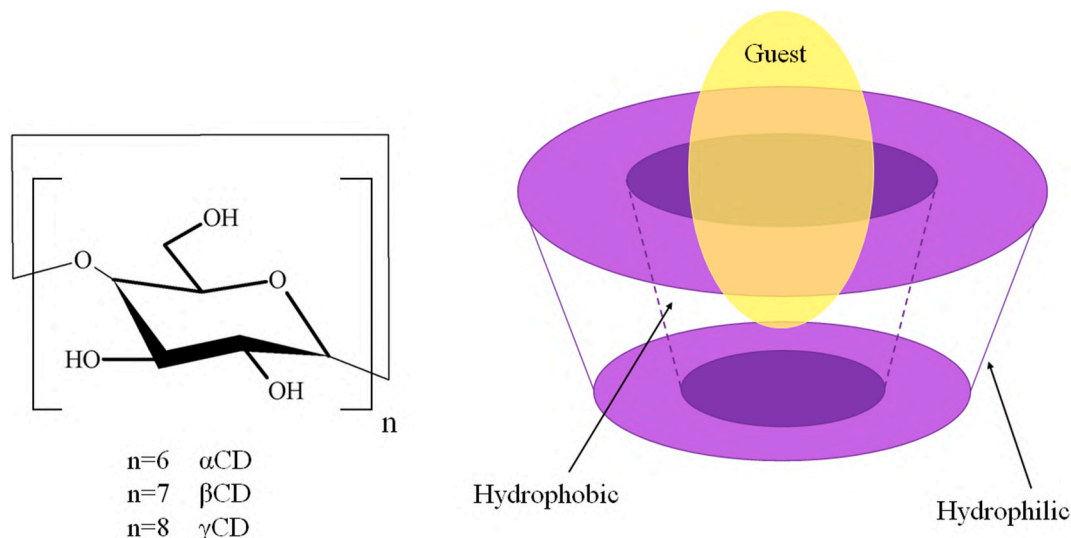 OH
O
O
HO
OH
n
n=6 αCD
n=7 βCD
n=8 γCD
Guest
Hydrophobic
Hydrophilic